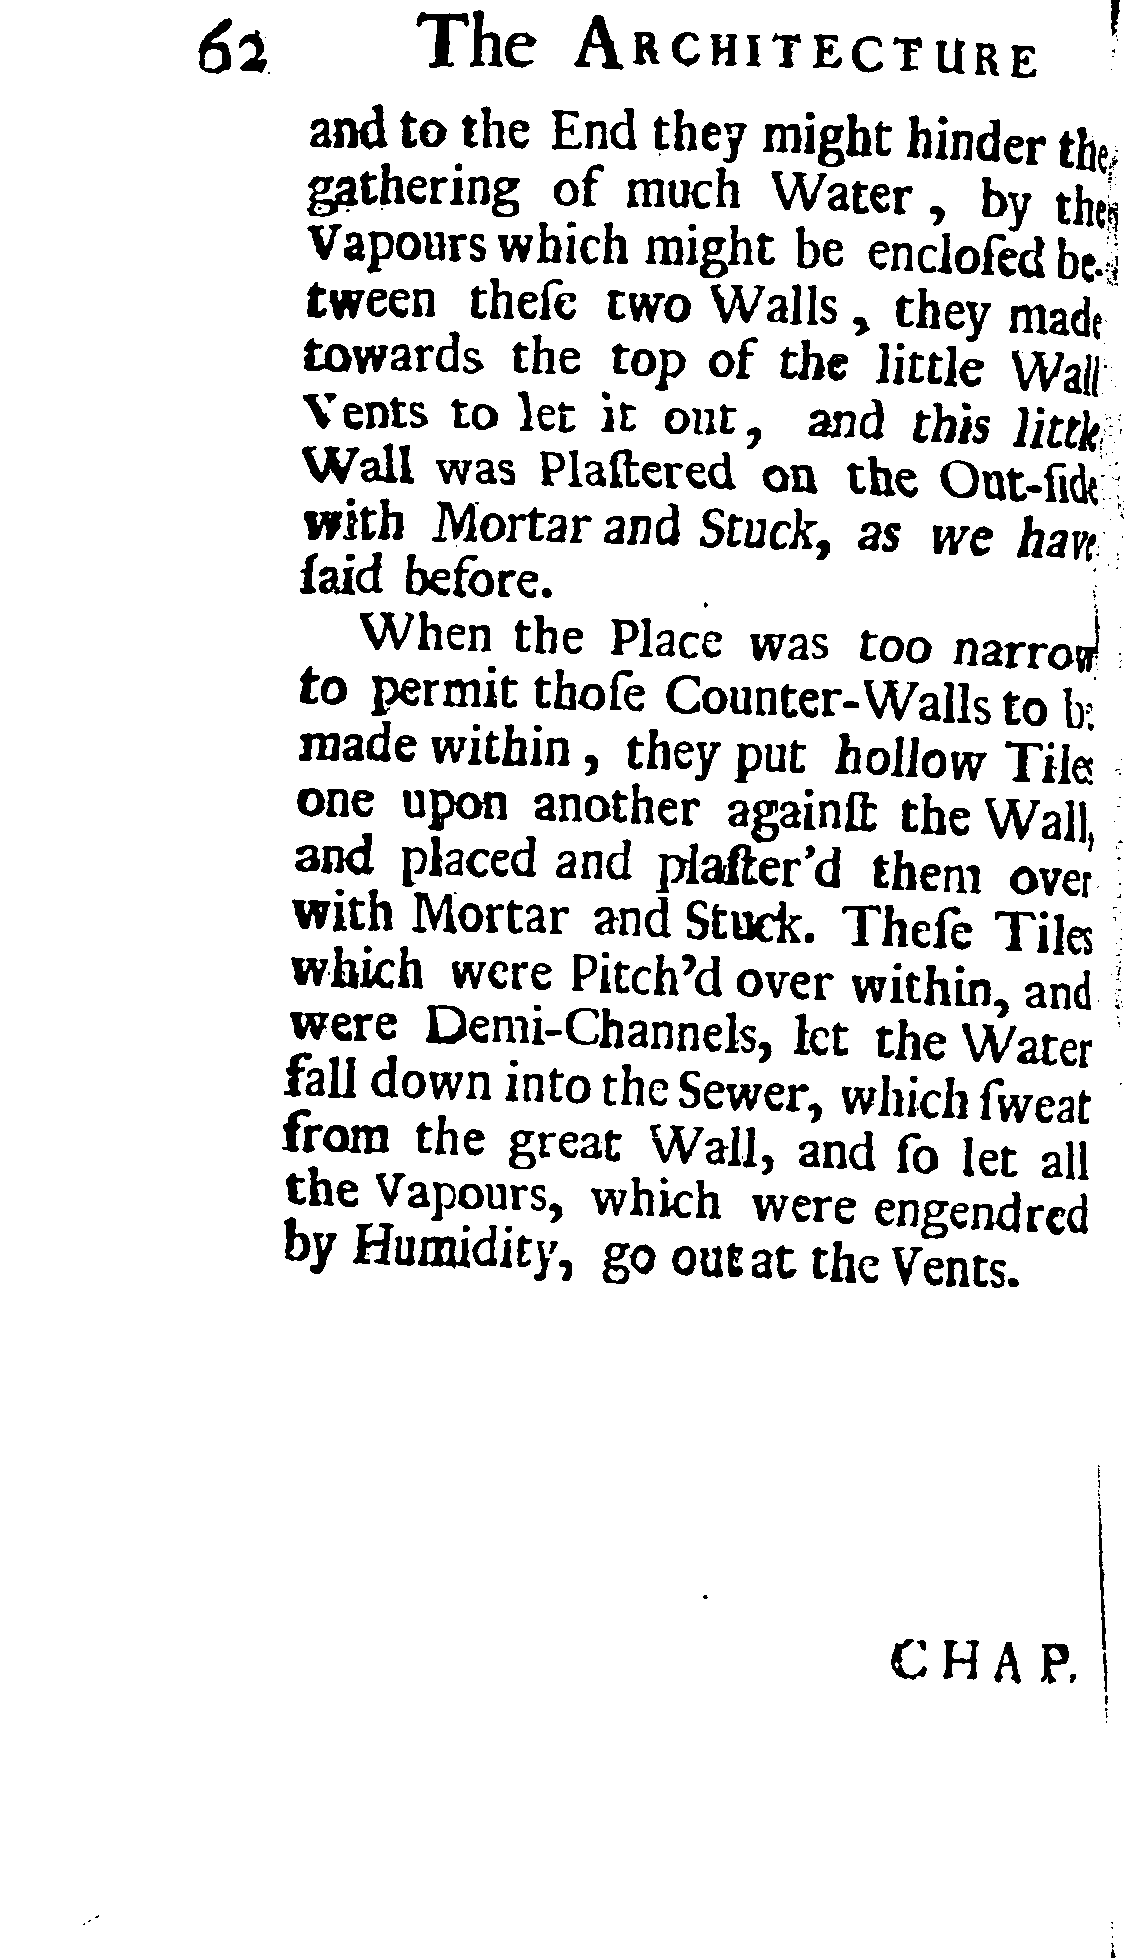 62 The ARCHITECTURE
and to the End they might hinder the
gathering of much Water, by the
Vapours which might be encloſed be-
tween theſe two Walls, they made
towards the top of the little Wall
Vents to let it out, and this little
Wall was Plaſtered on the Out-ſide
with Mortar and Stuck, as we have
ſaid before.
When the Place was too narrow
to permit thoſe Counter-Walls to be
made within, they put hollow Tiles
one upon another againſt the Wall,
and placed and plaſter'd them over
with Mortar and Stuck. Theſe Tiles
which were Pitch'd over within, and
were Demi-Channels, let the Water
fall down into the Sewer, which ſweat
from the great Wall, and ſo let all
the Vapours, which were engendred
by Humidity, go out at the Vents.
CHAP.